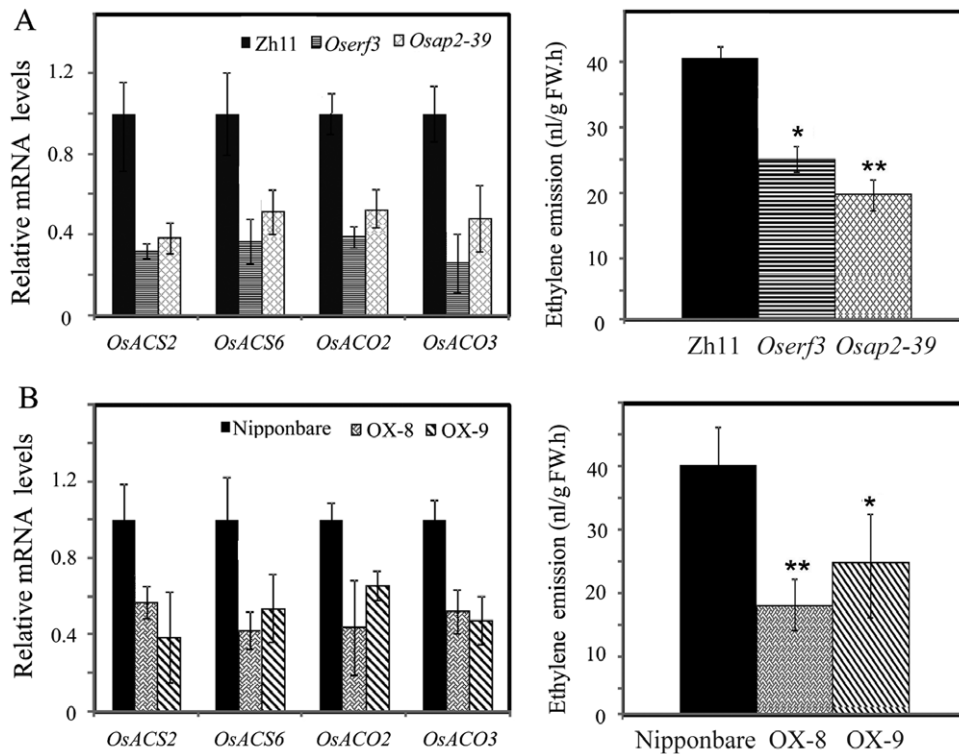 A
Zh11 Oserf3 Osap2-39
Relative mRNA levels
1.2
0.8
0.4
0
OsACS2 OsACS6 OsACO2 OsACO3
Ethylene emission (nl/g FW.h)
40
30
20
10
0
*
**
Zh11 Oserf3 Osap2-39
B
Nipponbare OX-8 OX-9
Relative mRNA levels
1.2
0.8
0.4
0
OsACS2 OsACS6 OsACO2 OsACO3
Ethylene emission (nl/g FW.h)
40
30
20
10
0
**
*
Nipponbare OX-8 OX-9